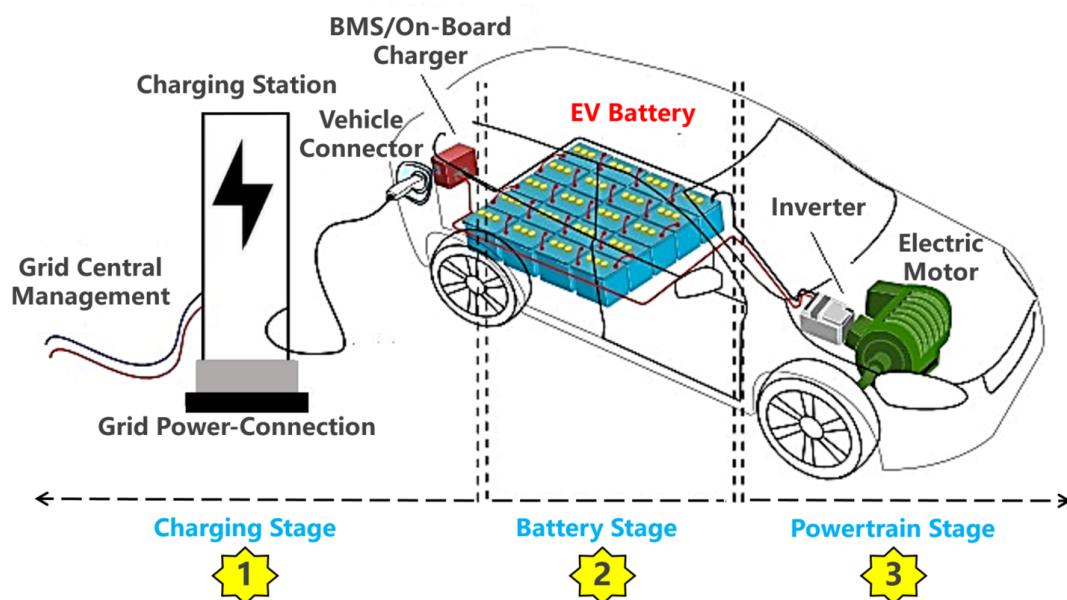 BMS/On-Board
Charger
Charging Station
EV Battery
Vehicle
Connector
Inverter
Electric
Motor
Grid Central
Management
Grid Power-Connection
Charging Stage
Battery Stage
Powertrain Stage
1
2
3